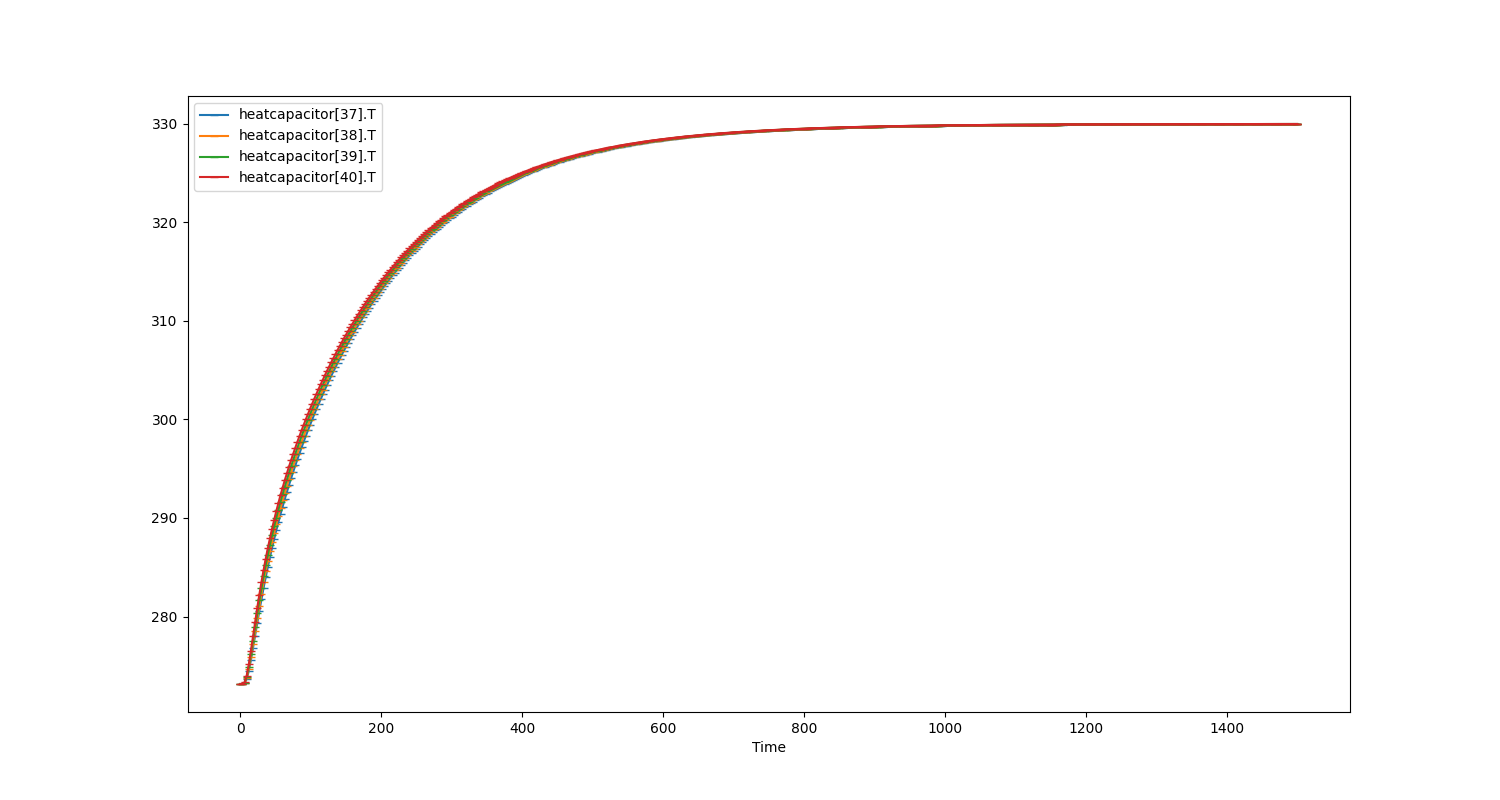 heatcapacitor[37].T
heatcapacitor[38].T
heatcapacitor[39].T
heatcapacitor[40].T
330
320
310
300
290
280
0 200 400 600 800 1000 1200 1400
Time